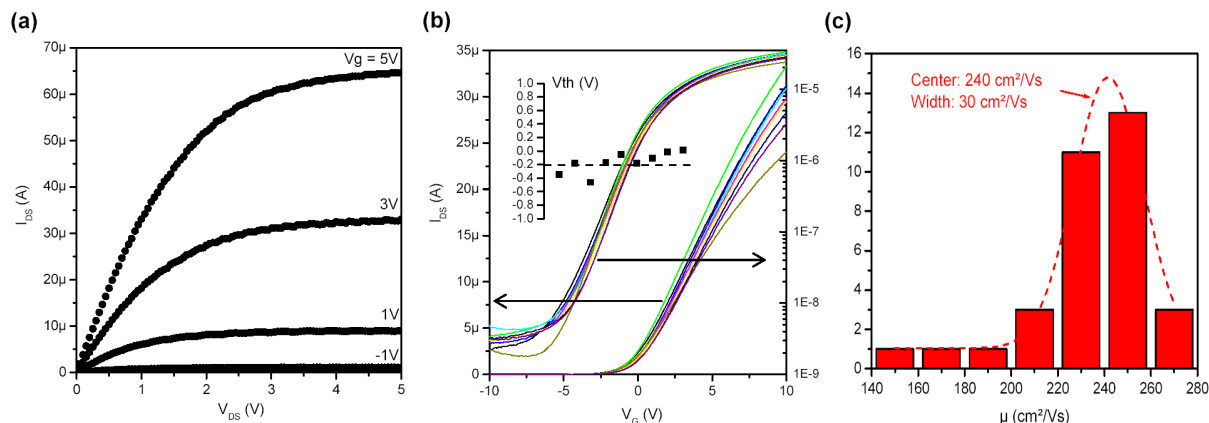 (a)
70µ
60µ
50µ
40µ
30µ
20µ
10µ
0
I_DS (A)
Vg = 5V
3V
1V
-1V
0
1
2
3
4
5
V_DS (V)
(b)
35µ
30µ
25µ
20µ
15µ
10µ
5µ
0
I_DS (A)
Vth (V)
1.0
0.8
0.6
0.4
0.2
0.0
-0.2
-0.4
-0.6
-0.8
-1.0
1E-5
1E-6
1E-7
1E-8
1E-9
-10
-5
0
5
10
V_G (V)
(c)
16
14
12
10
8
6
4
2
0
Center: 240 cm²/Vs
Width: 30 cm²/Vs
140
160
180
200
220
240
260
280
µ (cm²/Vs)